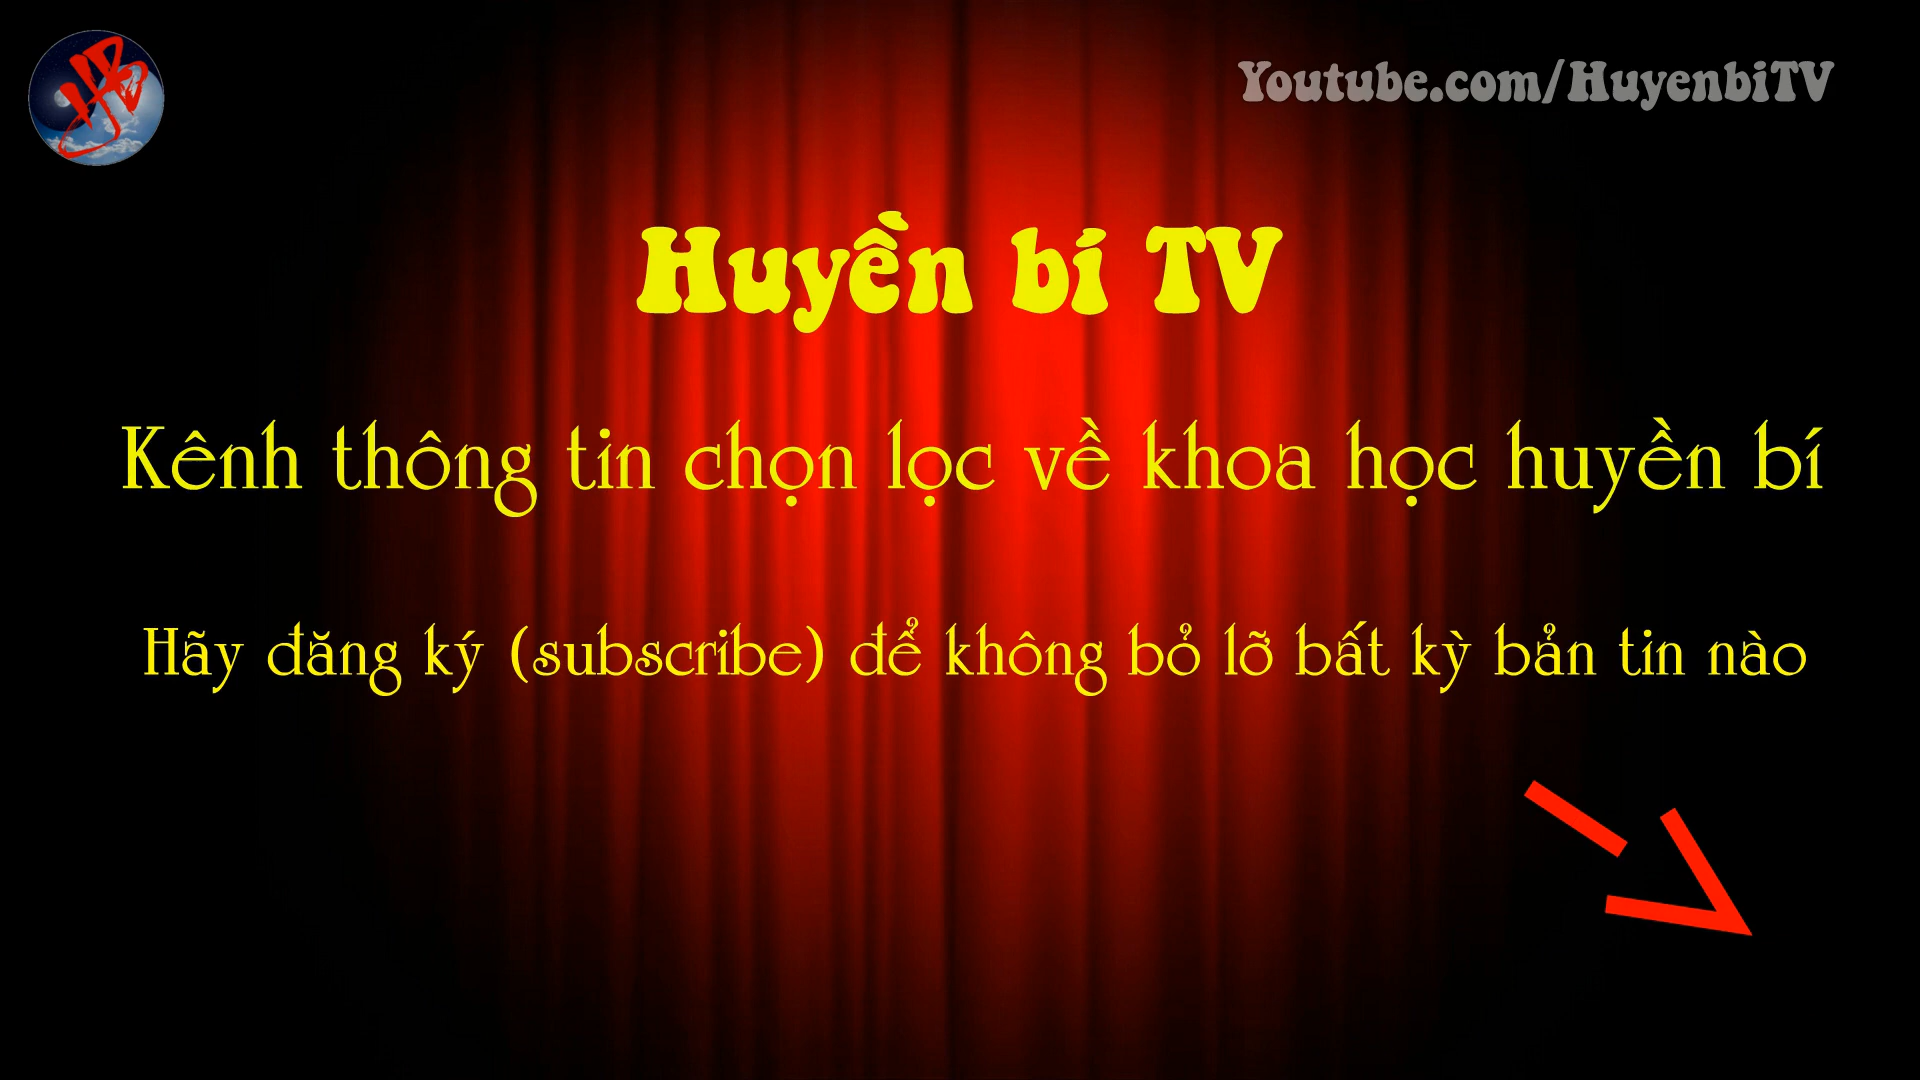 Youtube.com/HuyenbiTV
Huyền bí TV
Kênh thông tin chọn lọc về khoa học huyền bí
Hãy đăng ký (subscribe) để không bỏ lỡ bất kỳ bản tin nào